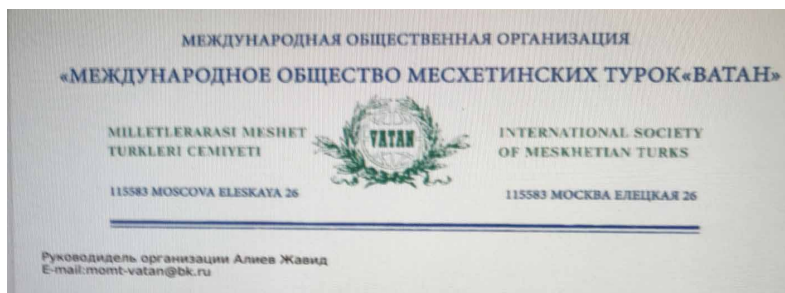 МЕЖДУНАРОДНАЯ ОБЩЕСТВЕННАЯ ОРГАНИЗАЦИЯ
«МЕЖДУНАРОДНОЕ ОБЩЕСТВО МЕСХЕТИНСКИХ ТУРОК«ВАТАН»
MILLETLERARASI MESHET
TURKLERI CEMIYETI
VATAN
INTERNATIONAL SOCIETY
OF MESKHETIAN TURKS
115583 MOSCOVA ELESKAYA 26
115583 МОСКВА ЕЛЕЦКАЯ 26
Руководидель организации Алиев Жавид
E-mail:momt-vatan@bk.ru